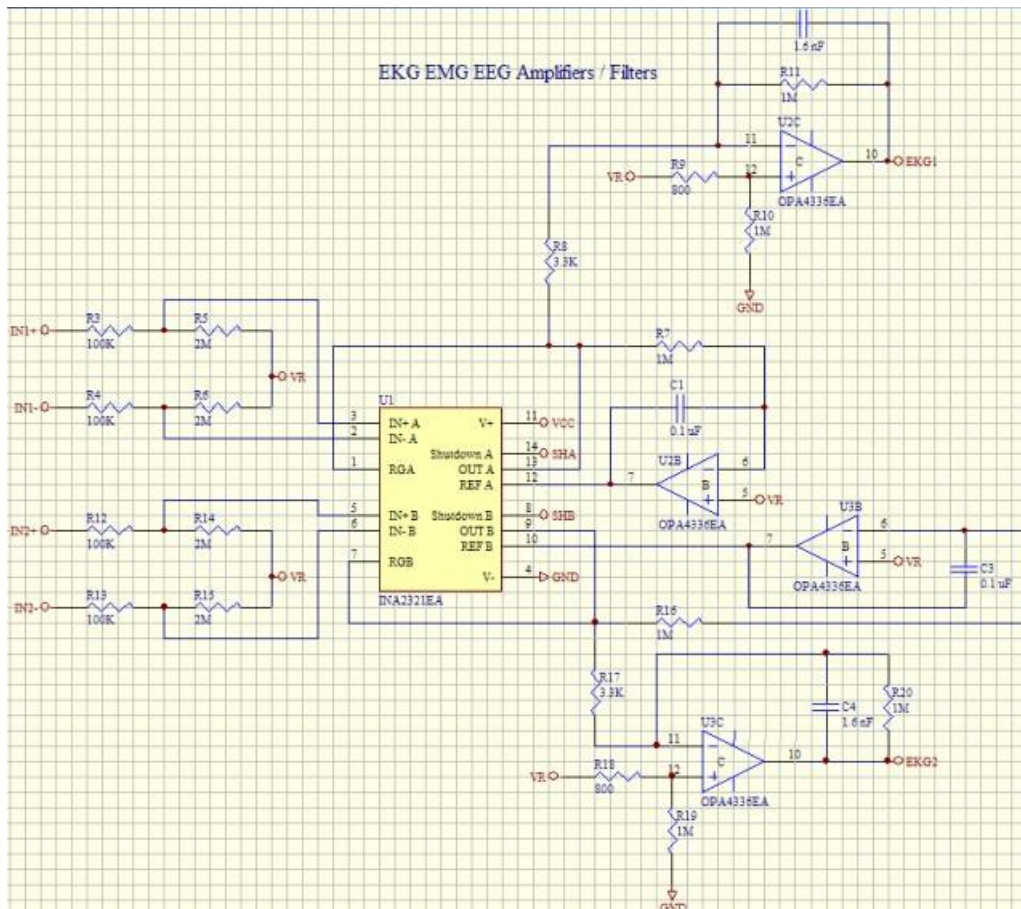 1.6 nF
EKG EMG EEG Amplifiers / Filters
R11
1M
U2C
11
10
EKG1
C
12
VR
R9
800
OPA4336EA
R10
1M
R8
3.3K
GND
IN1+
R3
100K
R5
2M
R7
1M
VR
C1
0.1uF
IN1-
R4
100K
R6
2M
U1
3
IN+ A
V+
11
VCC
2
IN- A
Shutdown A
14
SHA
U2B
6
1
RGA
OUT A
13
REF A
12
7
B
5
VR
OPA4336EA
5
IN+ B
Shutdown B
8
SHB
U3B
6
IN2+
R12
100K
R14
2M
6
IN- B
OUT B
9
REF B
10
7
B
5
VR
7
RGB
OPA4336EA
C3
0.1uF
VR
V-
4
GND
IN2-
R13
100K
R15
2M
INA2321EA
R16
1M
R17
3.3K
C4
1.6 nF
R20
1M
U3C
11
10
EKG2
C
12
VR
R18
800
OPA4336EA
R19
1M
GND